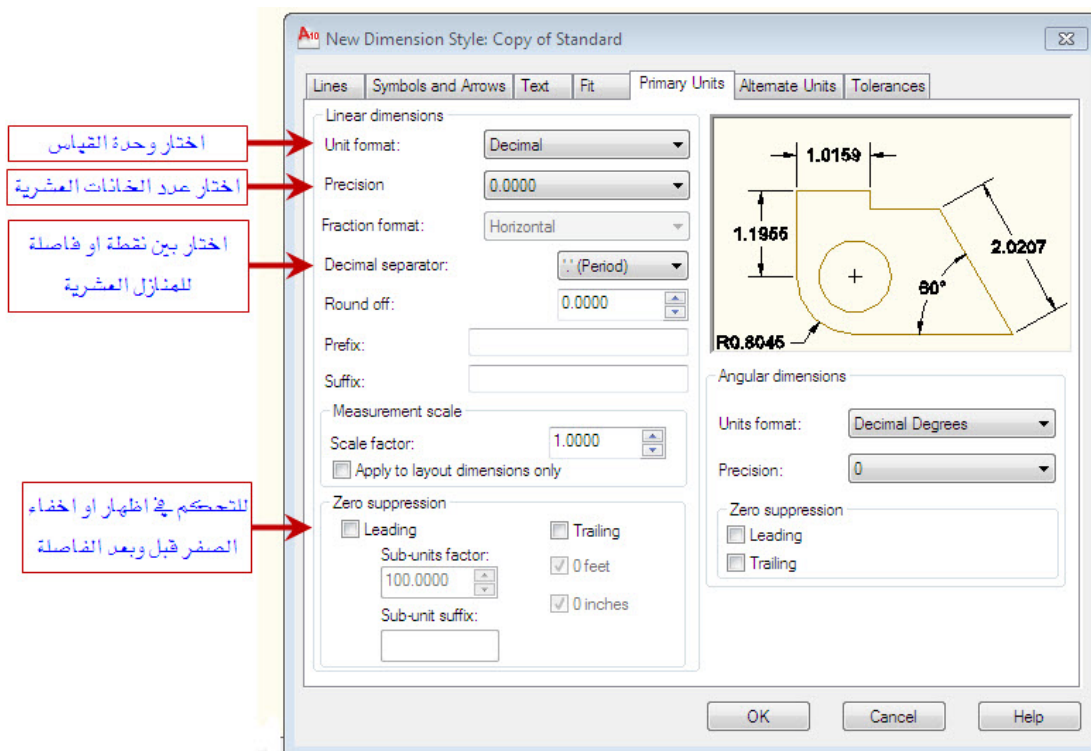 A10 New Dimension Style: Copy of Standard
Lines Symbols and Arrows Text Fit Primary Units Alternate Units Tolerances
Linear dimensions
اختار وحدة القياس
Unit format: Decimal
اختار عدد الخانات العشرية
Precision 0.0000
Fraction format: Horizontal
اختار بين نقطة او فاصلة
للمنازل العشرية
Decimal separator: '.' (Period)
Round off: 0.0000
Prefix:
Suffix:
Measurement scale
Scale factor: 1.0000
Apply to layout dimensions only
للتحكم في اظهار او اخفاء
الصفر قبل وبعد الفاصلة
Zero suppression
Leading Trailing
Sub-units factor: 0 feet
100.0000
0 inches
Sub-unit suffix:
1.0159
1.1955
2.0207
60°
R0.8045
Angular dimensions
Units format: Decimal Degrees
Precision: 0
Zero suppression
Leading
Trailing
OK Cancel Help